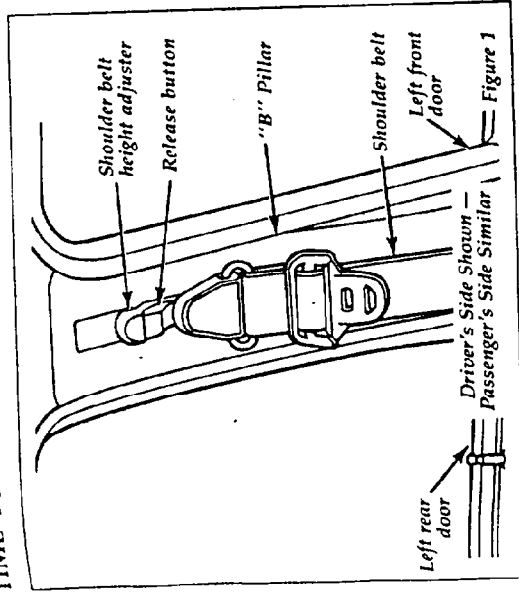 Shoulder belt
height adjuster
Release button
"B" Pillar
Shoulder belt
Left front
door
Left rear
door
Driver's Side Shown —
Passenger's Side Similar
Figure 1